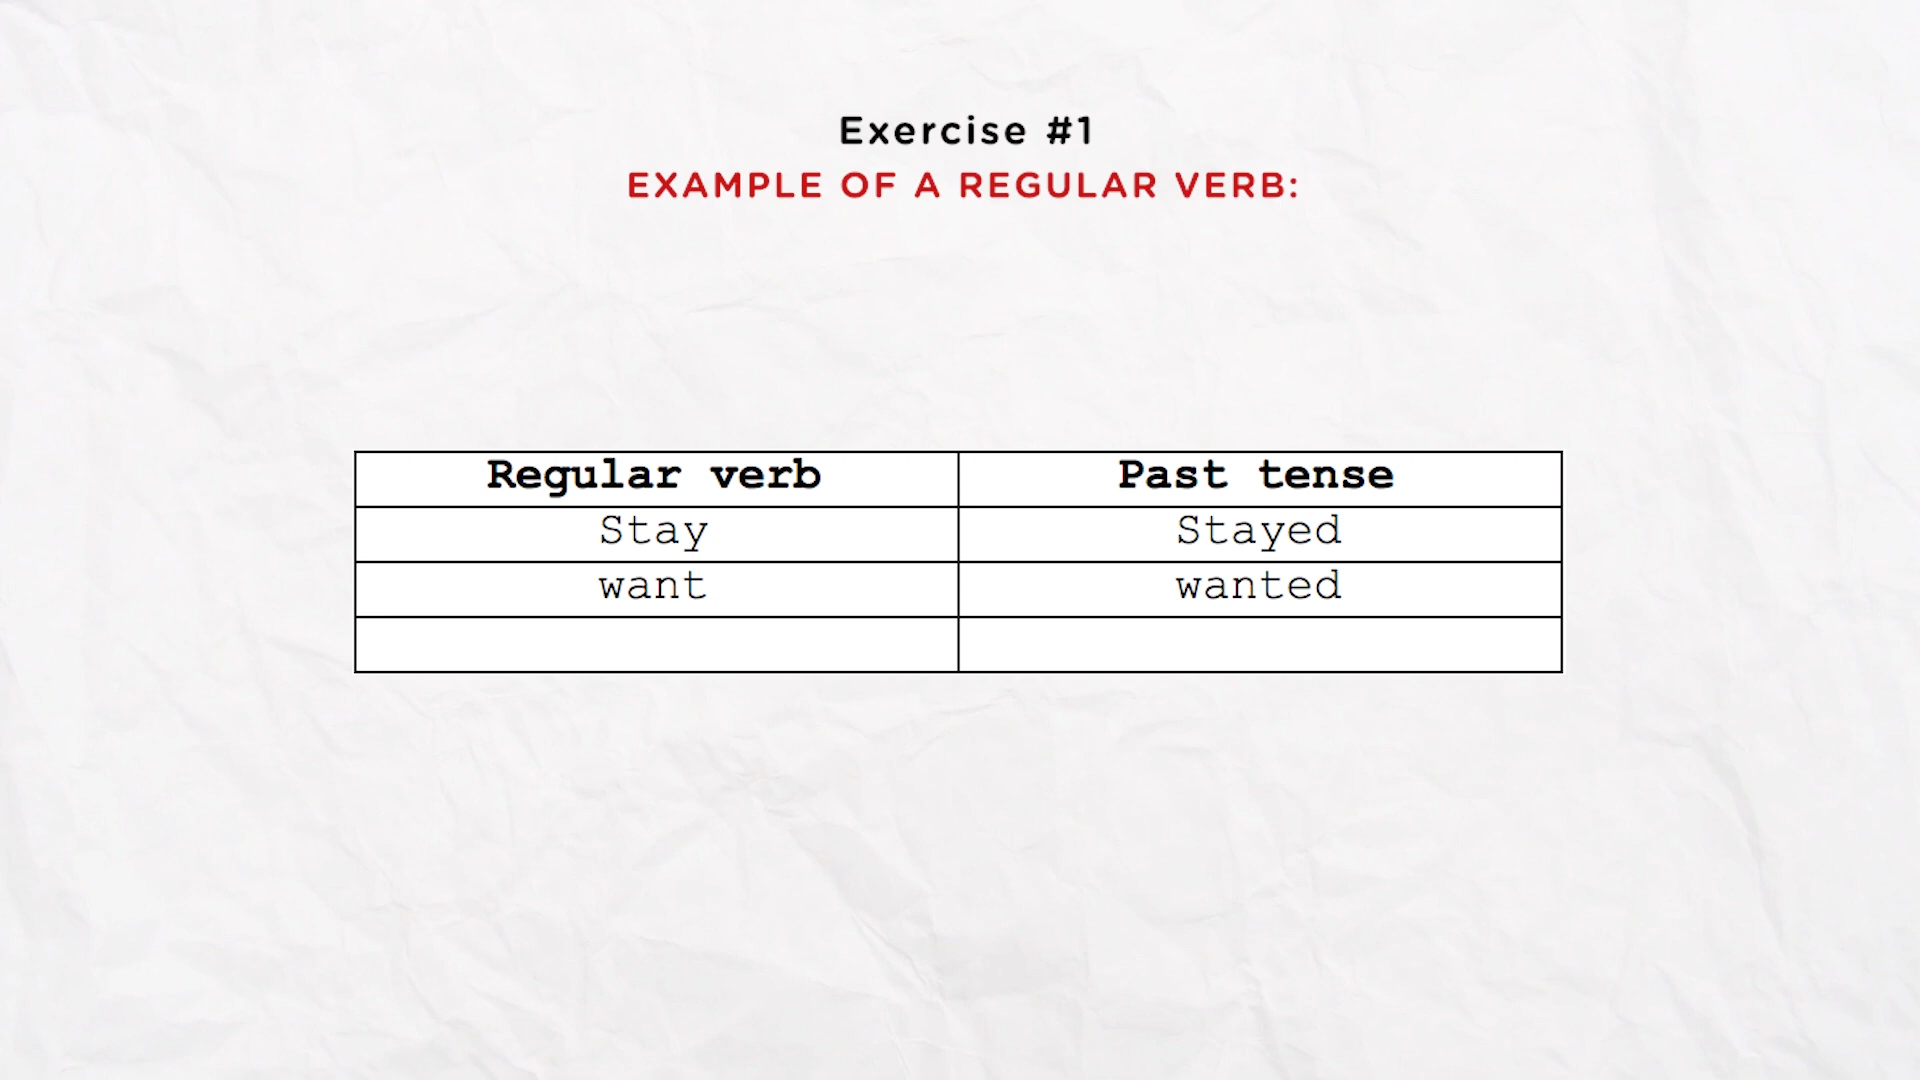 Exercise #1
EXAMPLE OF A REGULAR VERB:
Regular verb Past tense
Stay Stayed
want wanted